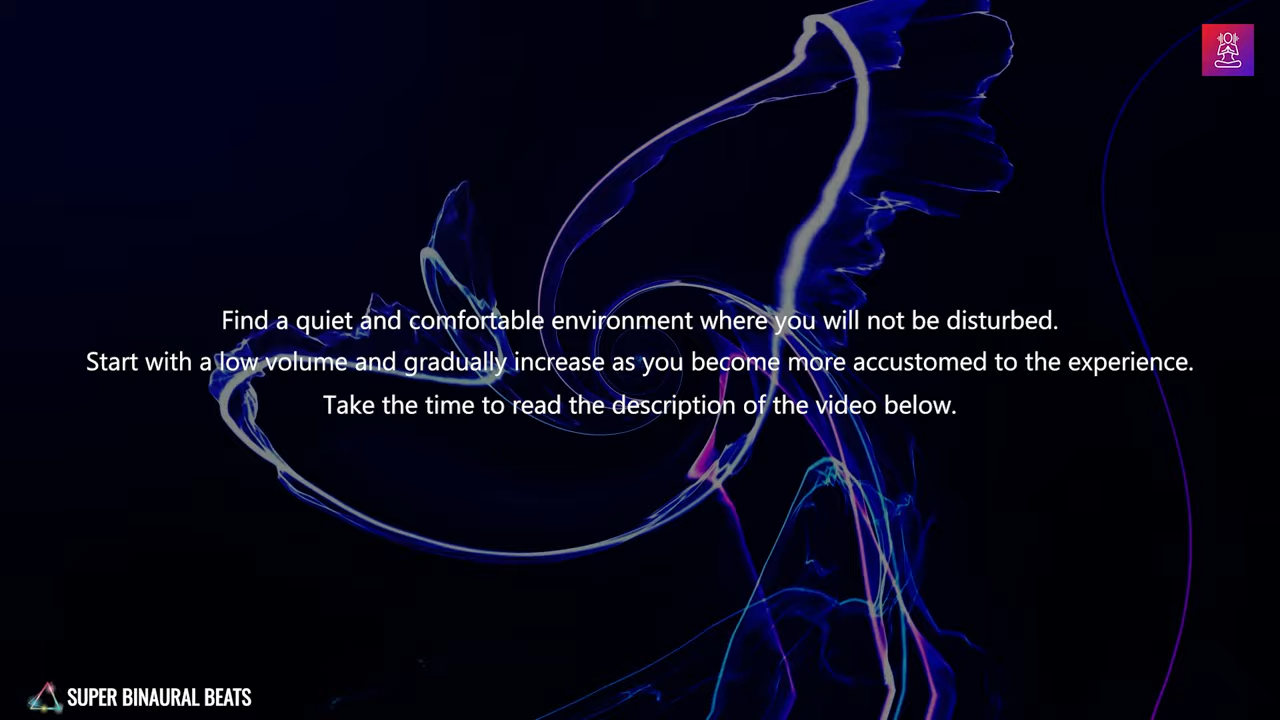 Find a quiet and comfortable environment where you will not be disturbed.
Start with a low volume and gradually increase as you become more accustomed to the experience.
Take the time to read the description of the video below.
SUPER BINAURAL BEATS